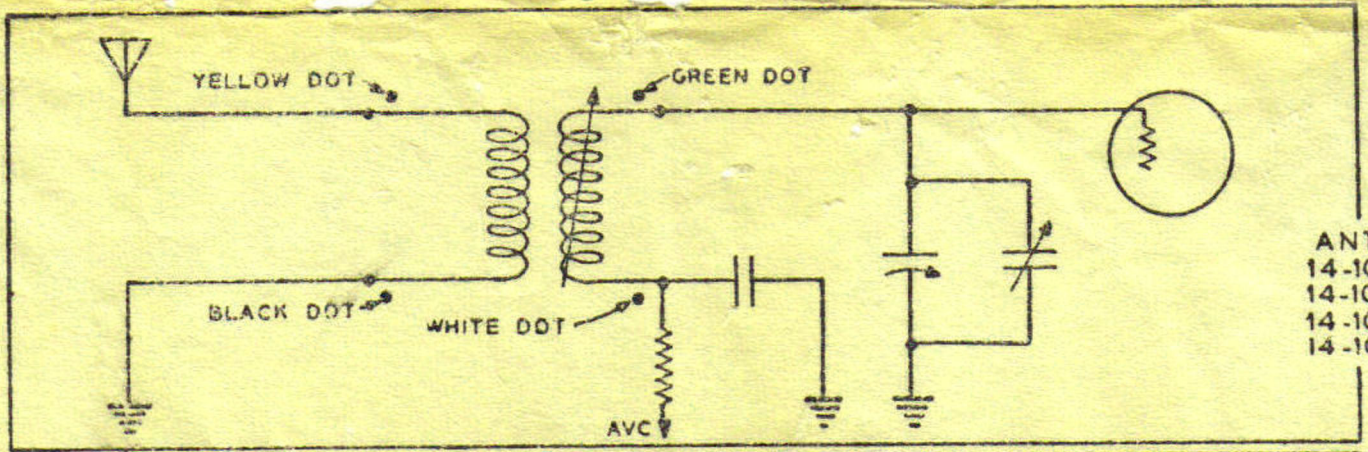 YELLOW DOT
GREEN DOT
BLACK DOT
WHITE DOT
AVC
ANT
14-10
14-10
14-10
14-10